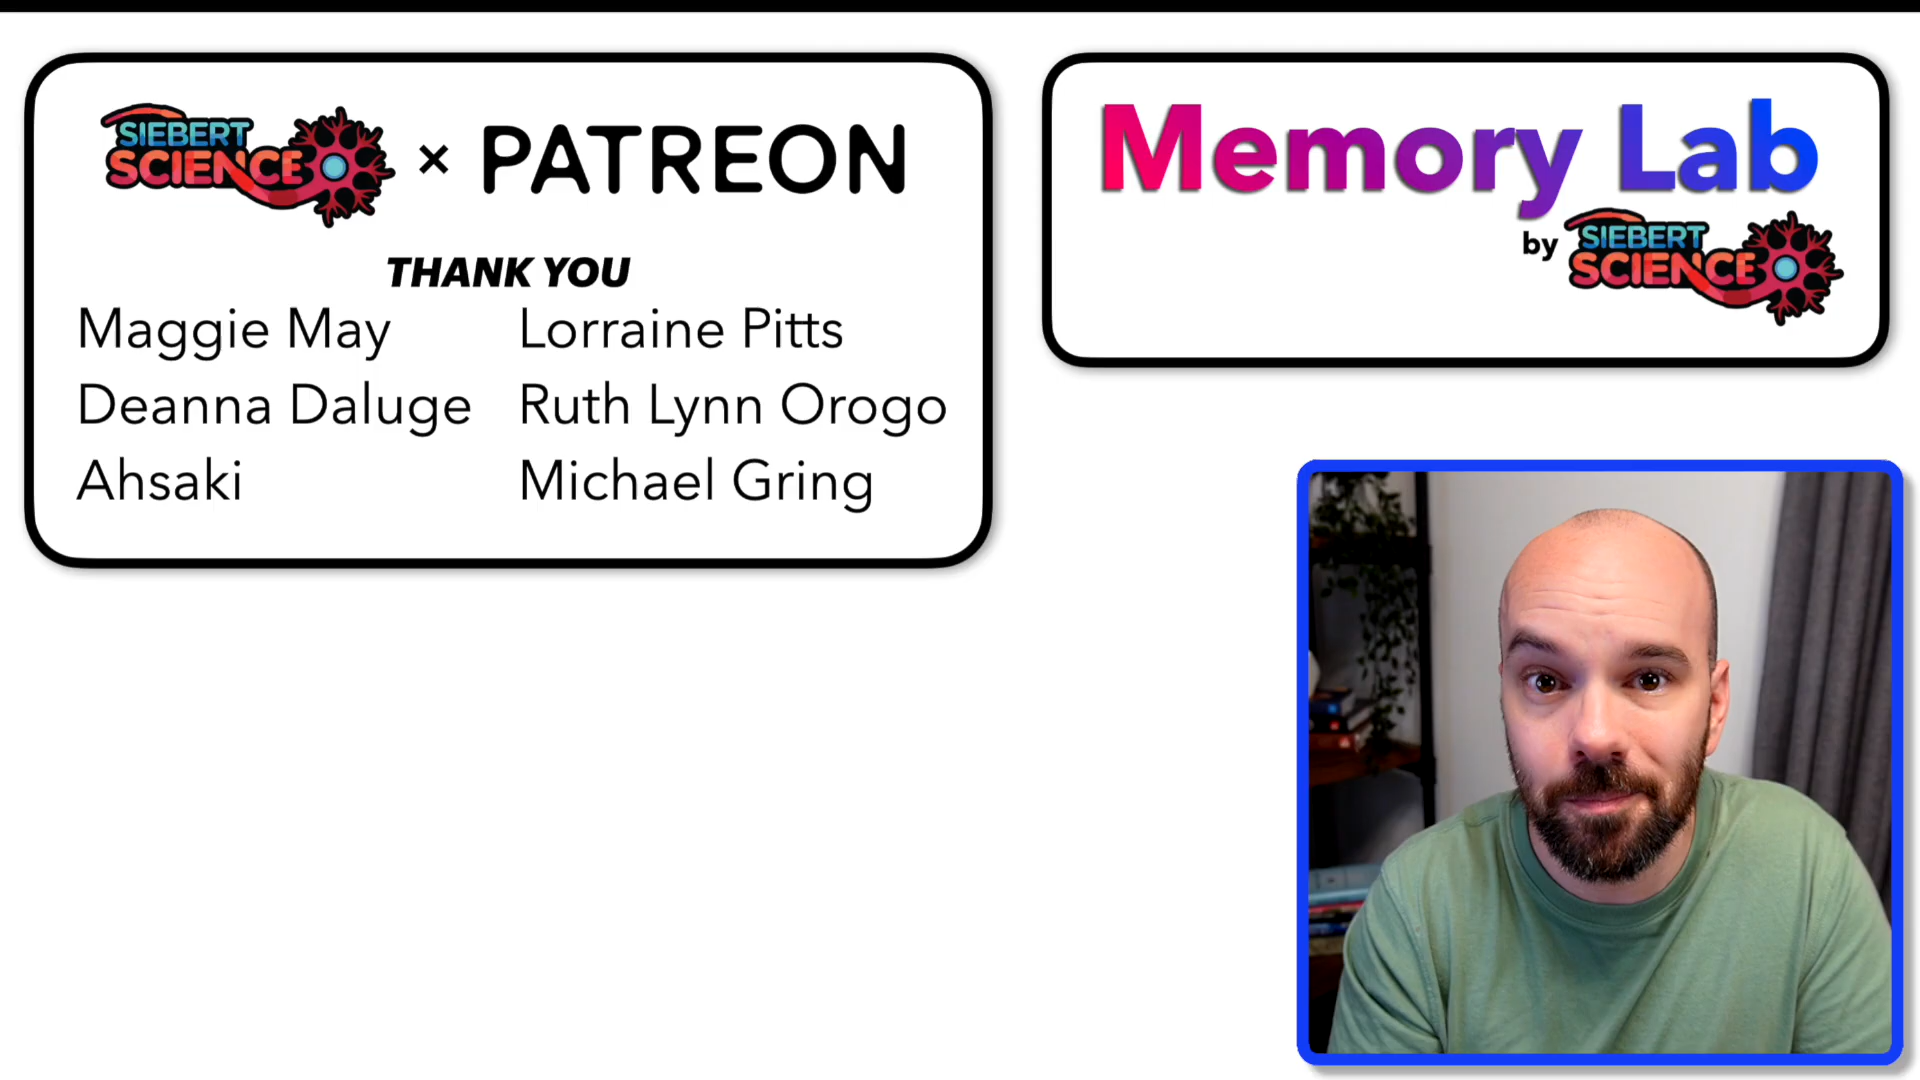 SIEBERT
SCIENCE × PATREON
THANK YOU
Maggie May
Deanna Daluge
Ahsaki
Lorraine Pitts
Ruth Lynn Orogo
Michael Gring
Memory Lab
by SIEBERT
SCIENCE